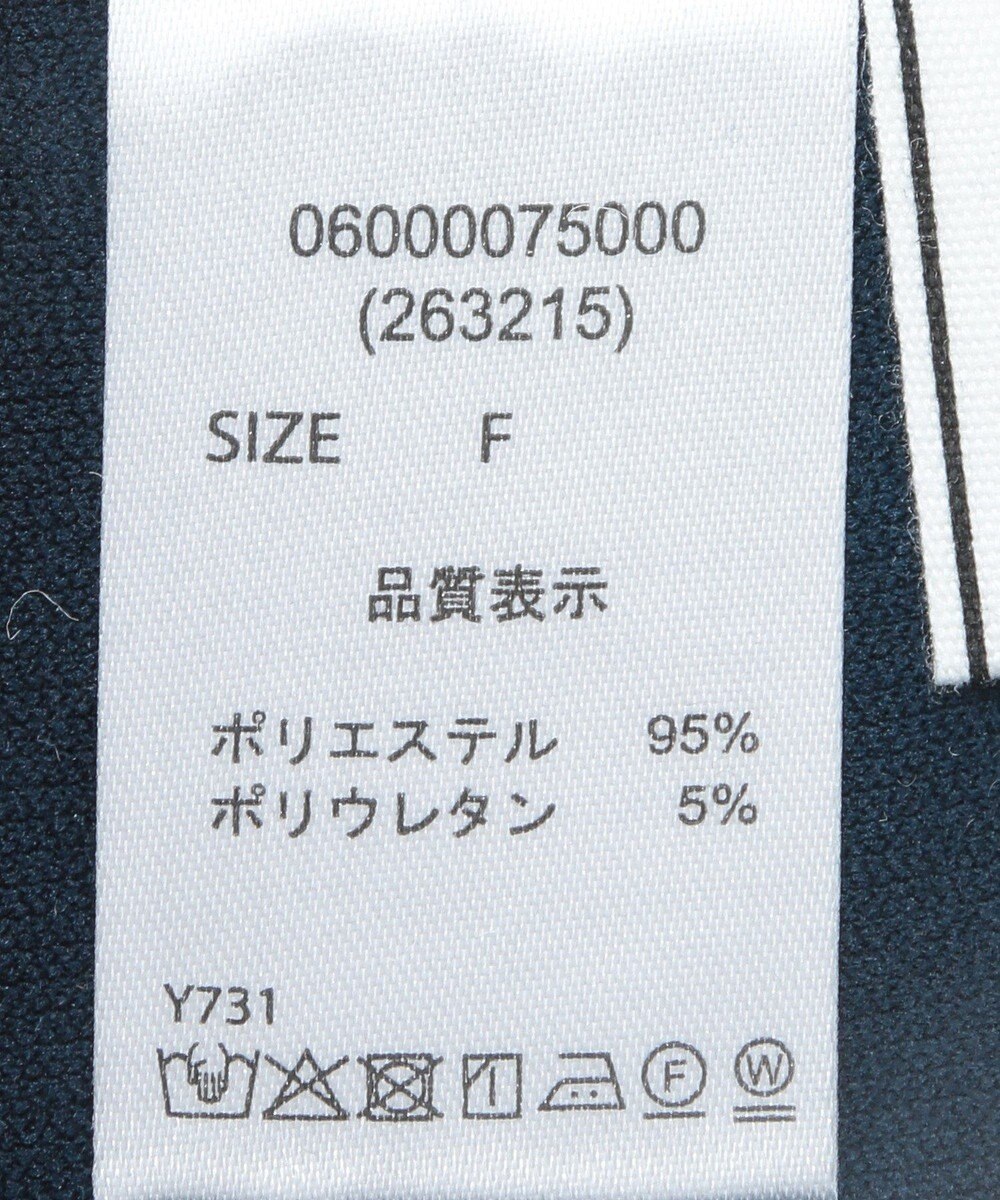 06000075000
(263215)
SIZE F
品質表示
ポリエステル 95%
ポリウレタン 5%
Y731
F W